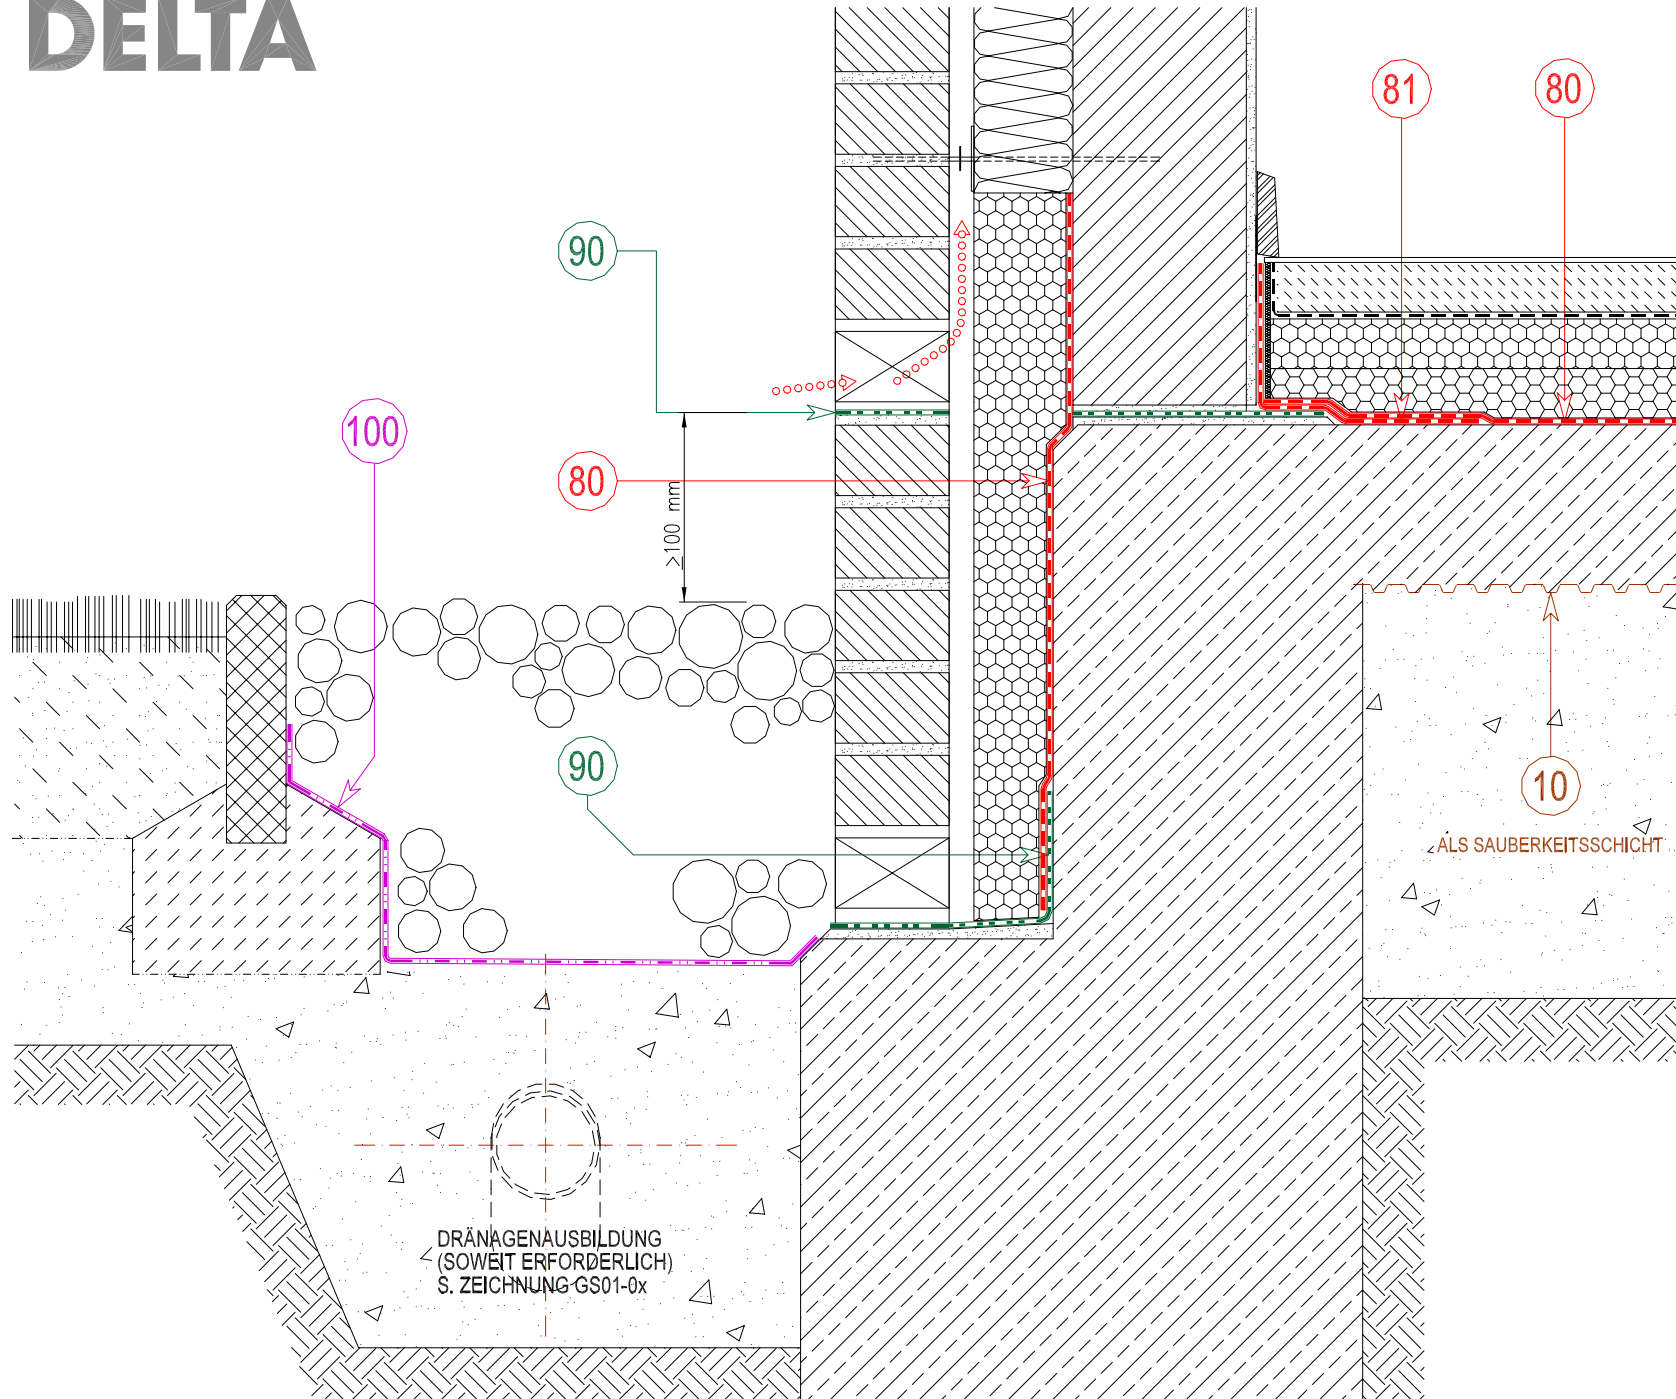 DELTA
81
80
90
100
80
≥100 mm
90
10
ALS SAUBERKEITSSCHICHT
DRÄNAGENAUSBILDUNG
(SOWEIT ERFORDERLICH)
S. ZEICHNUNG GS01-0x